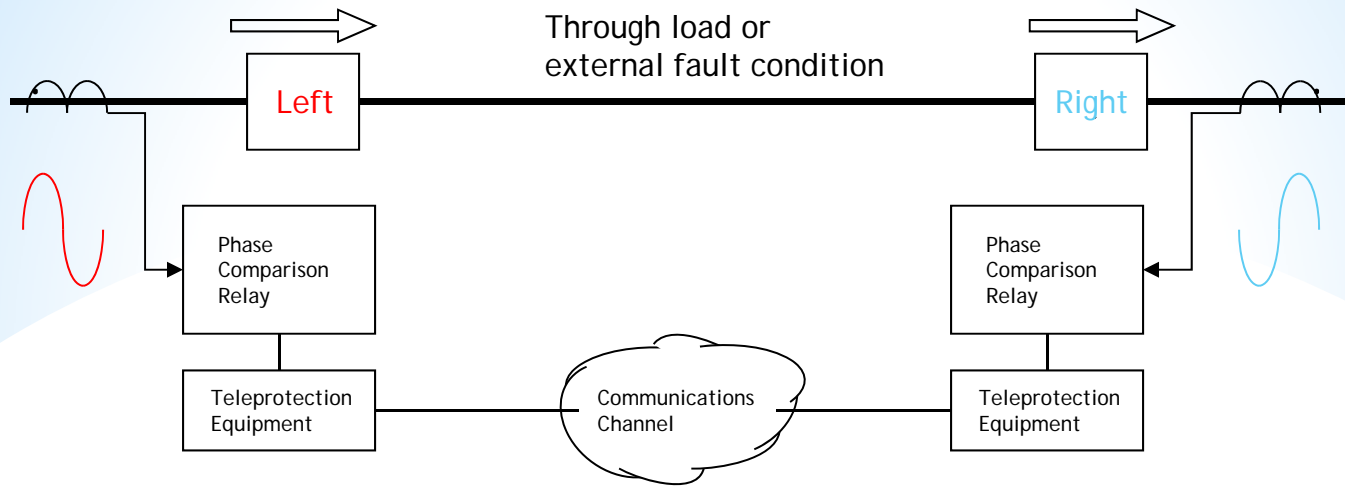 Through load or
external fault condition
Left
Right
Phase
Comparison
Relay
Phase
Comparison
Relay
Teleprotection
Equipment
Communications
Channel
Teleprotection
Equipment